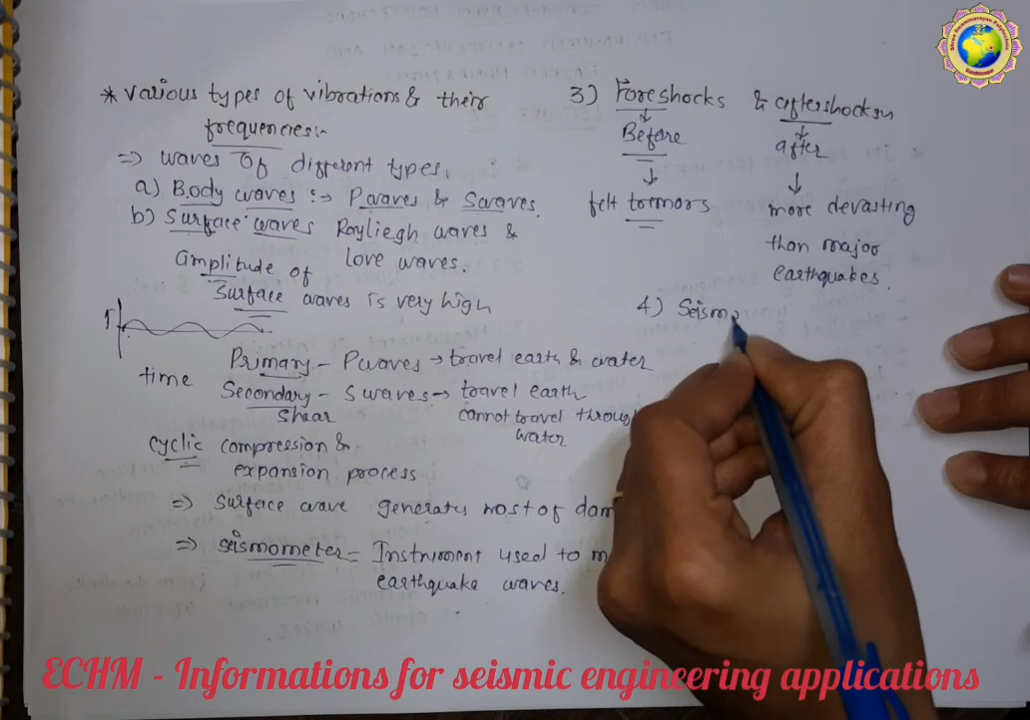 * Various types of vibrations & their
frequencies :-
=> waves of different types.
a) Body waves :=> P waves & S waves.
b) Surface waves Rayliegh waves &
love waves.
amplitude of
Surface waves is very high
time
Primary - P waves → travel earth & water
Secondary - S waves → travel earth
Shear
cannot travel through
water
cyclic compression &
expansion process
=> surface wave generates most of
=> seismometer = Instrument used to
earthquake waves.
3) Foreshocks & aftershocks
Before
after
felt tremors
more devasting
than major
earthquakes.
4) Seism
ECHM - Informations for seismic engineering applications